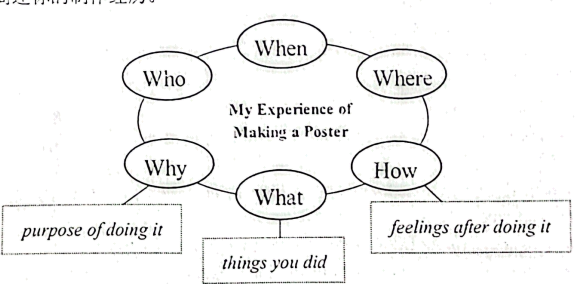 When
Who
Where
My Experience of
Making a Poster
Why
How
What
purpose of doing it
feelings after doing it
things you did